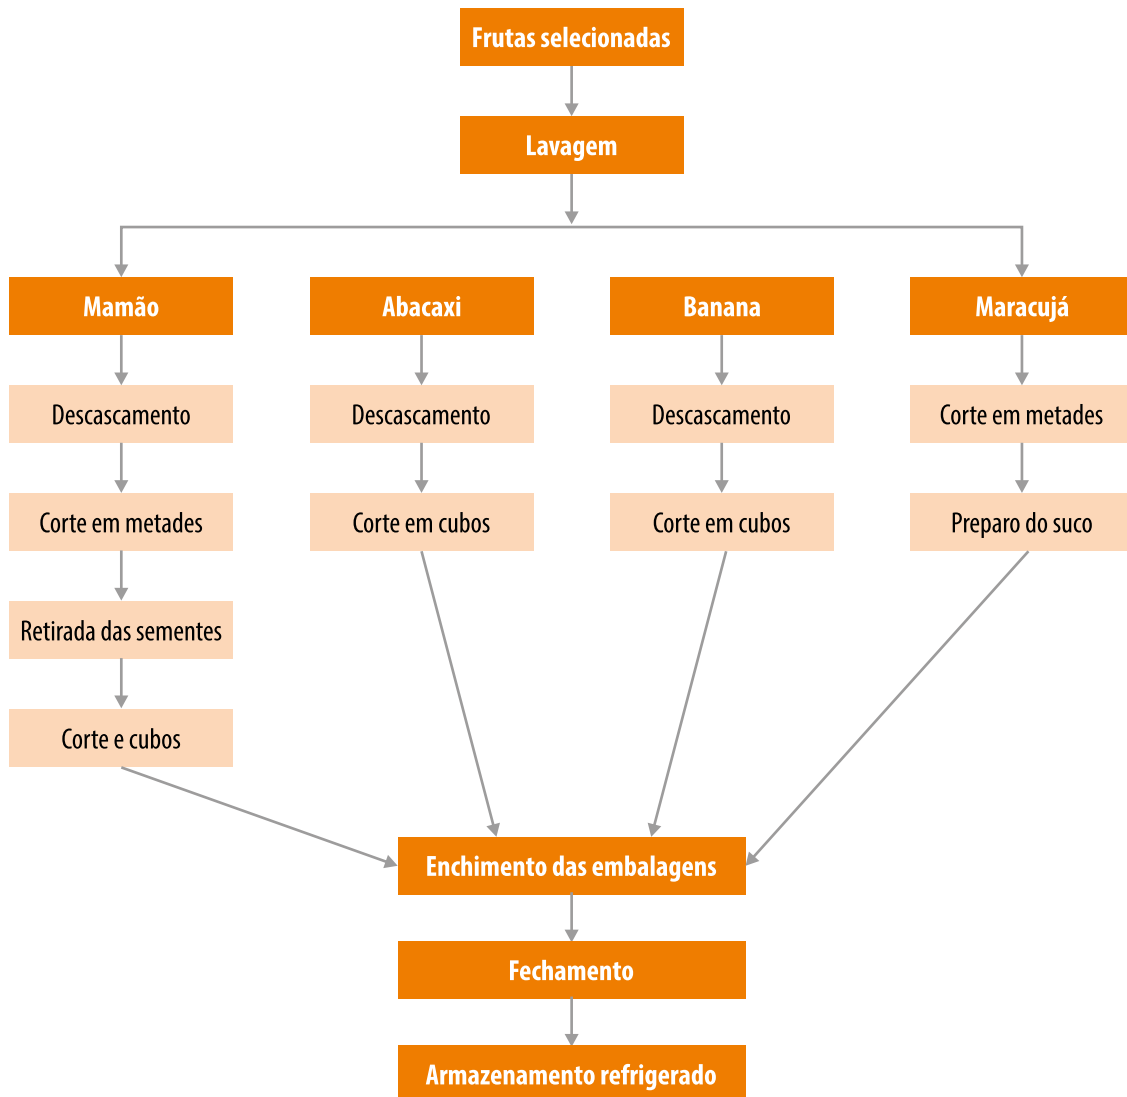 Frutas selecionadas
Lavagem
Mamão
Abacaxi
Banana
Maracujá
Descascamento
Descascamento
Descascamento
Corte em metades
Corte em metades
Corte em cubos
Corte em cubos
Preparo do suco
Retirada das sementes
Corte e cubos
Enchimento das embalagens
Fechamento
Armazenamento refrigerado